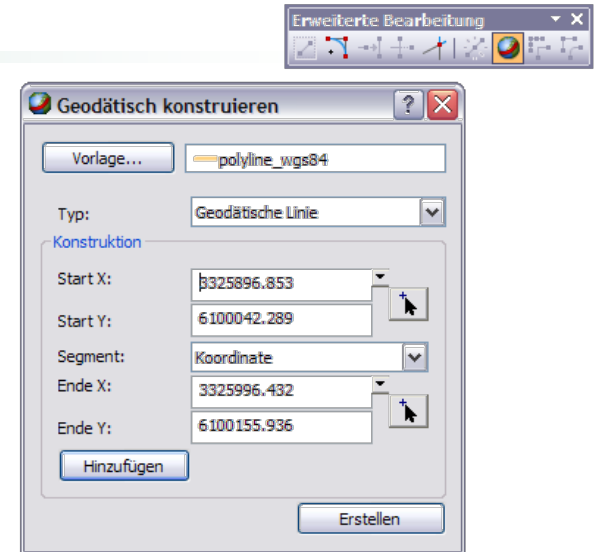 Erweiterte Bearbeitung
Geodätisch konstruieren
Vorlage... polyline_wgs84
Typ: Geodätische Linie
Konstruktion
Start X: 3325896.853
Start Y: 6100042.289
Segment: Koordinate
Ende X: 3325996.432
Ende Y: 6100155.936
Hinzufügen
Erstellen